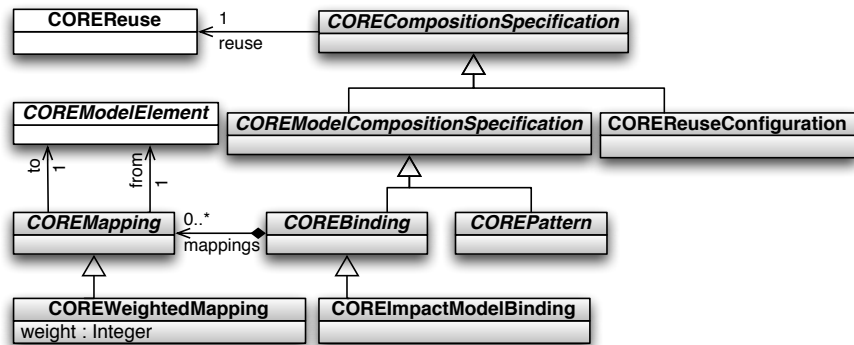 COREReuse
1
reuse
CORECompositionSpecification
COREModelElement
COREModelCompositionSpecification
COREReuseConfiguration
to
1
from
1
COREMapping
0..*
mappings
COREBinding
COREPattern
COREWeightedMapping
weight : Integer
COREImpactModelBinding